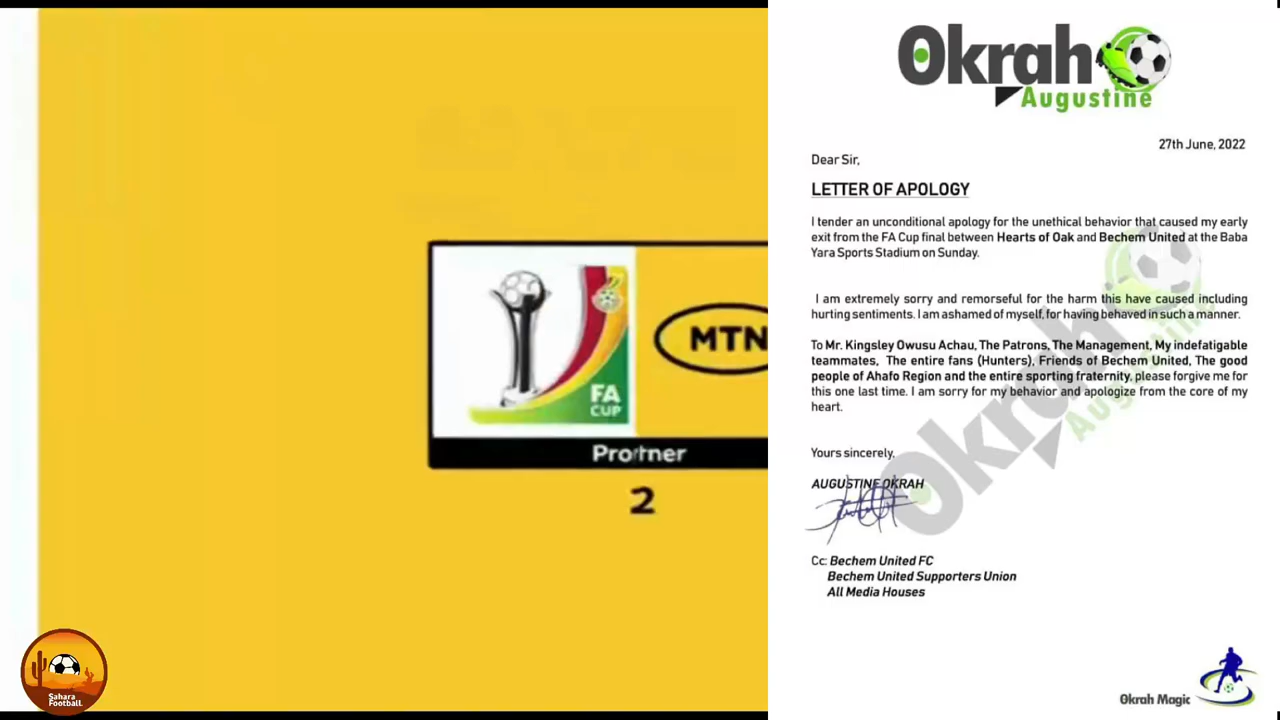 FA
CUP
MTN
Partner
2
Sahara
Football.
Okrah
Augustine
27th June, 2022
Dear Sir,
LETTER OF APOLOGY
I tender an unconditional apology for the unethical behavior that caused my early
exit from the FA Cup final between Hearts of Oak and Bechem United at the Baba
Yara Sports Stadium on Sunday.
I am extremely sorry and remorseful for the harm this have caused including
hurting sentiments. I am ashamed of myself, for having behaved in such a manner.
To Mr. Kingsley Owusu Achau, The Patrons, The Management, My indefatigable
teammates, The entire fans (Hunters), Friends of Bechem United, The good
people of Ahafo Region and the entire sporting fraternity, please forgive me for
this one last time. I am sorry for my behavior and apologize from the core of my
heart.
Yours sincerely,
AUGUSTINE OKRAH
Okrah
Augustine
Cc: Bechem United FC
Bechem United Supporters Union
All Media Houses
Okrah Magic